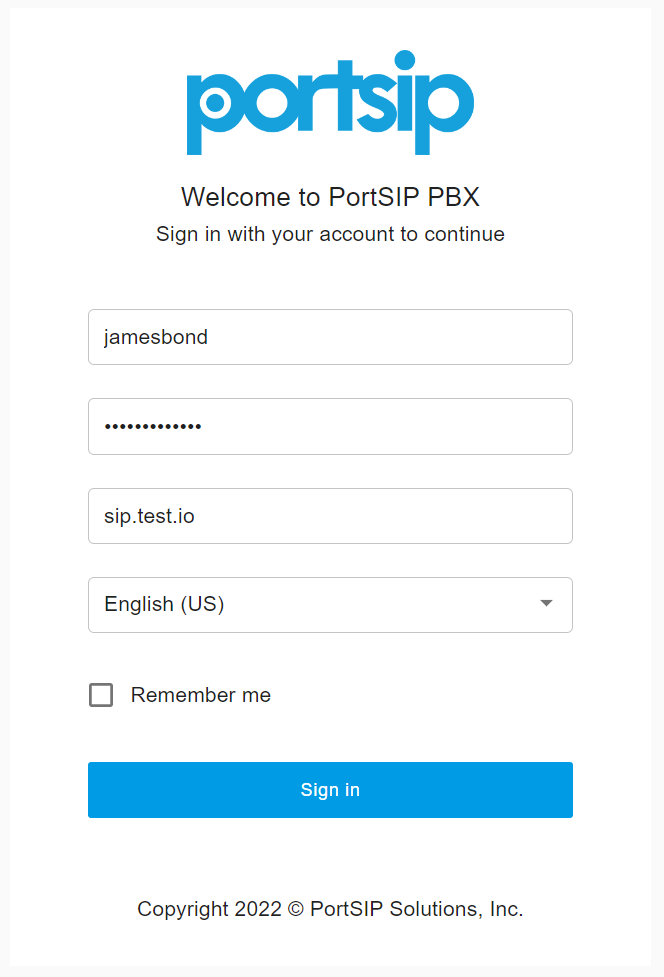 portsip
Welcome to PortSIP PBX
Sign in with your account to continue
jamesbond
•••••••••••••
sip.test.io
English (US)
Remember me
Sign in
Copyright 2022 © PortSIP Solutions, Inc.